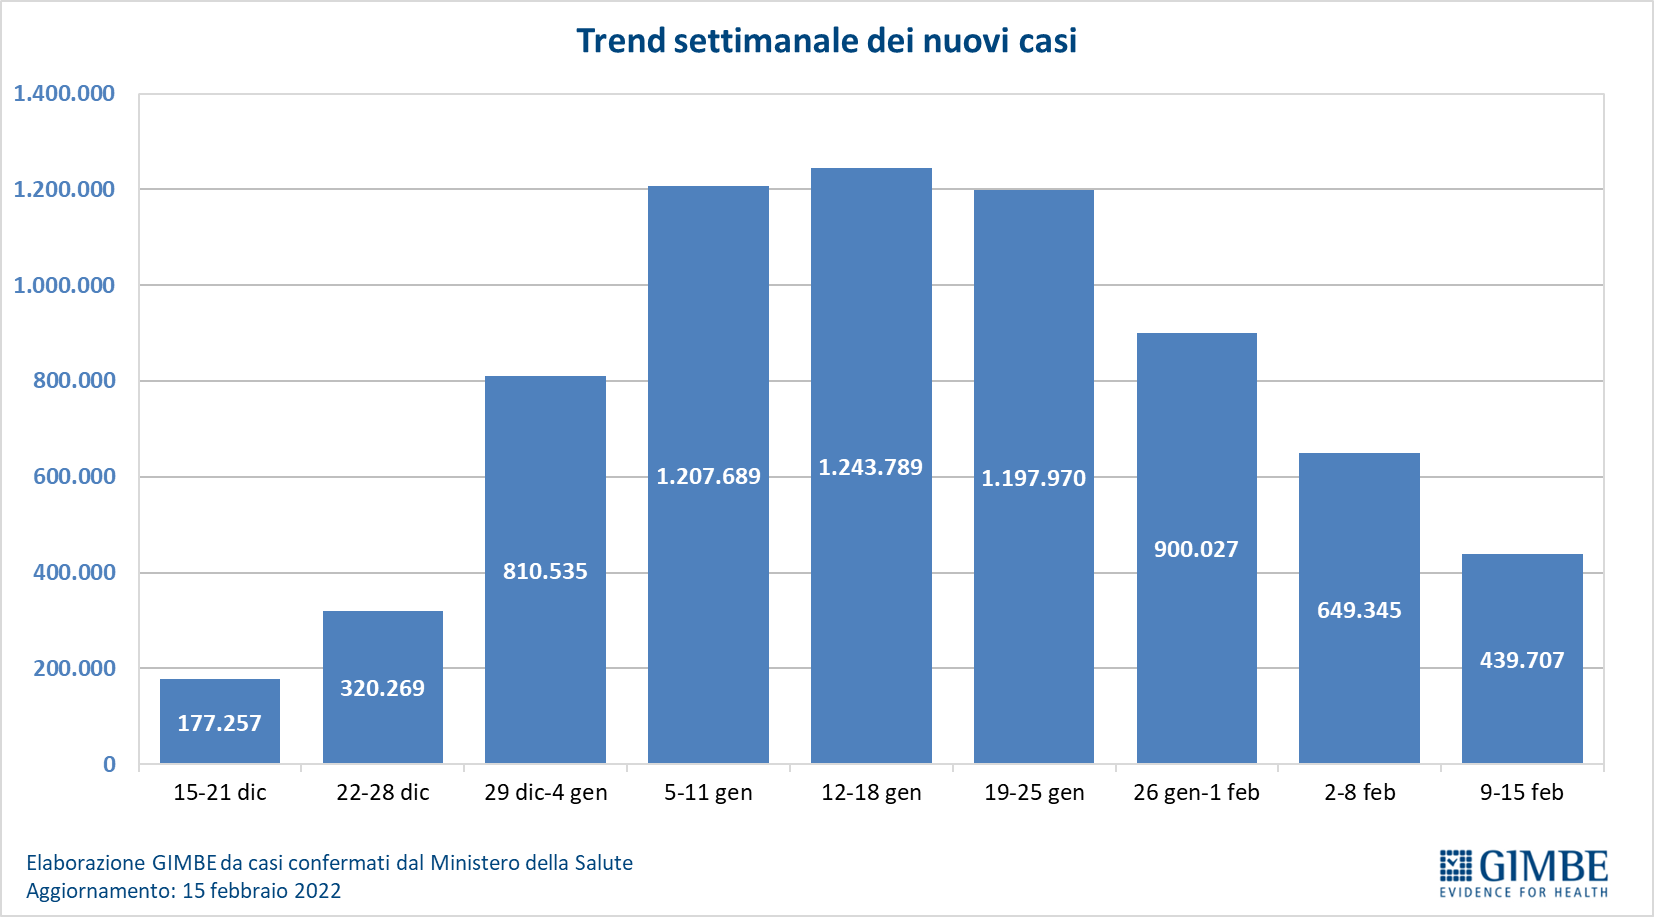 Trend settimanale dei nuovi casi
1.400.000
1.200.000
1.000.000
800.000
600.000
400.000
200.000
0
177.257
320.269
810.535
1.207.689
1.243.789
1.197.970
900.027
649.345
439.707
15-21 dic
22-28 dic
29 dic-4 gen
5-11 gen
12-18 gen
19-25 gen
26 gen-1 feb
2-8 feb
9-15 feb
Elaborazione GIMBE da casi confermati dal Ministero della Salute
Aggiornamento: 15 febbraio 2022
GIMBE
EVIDENCE FOR HEALTH